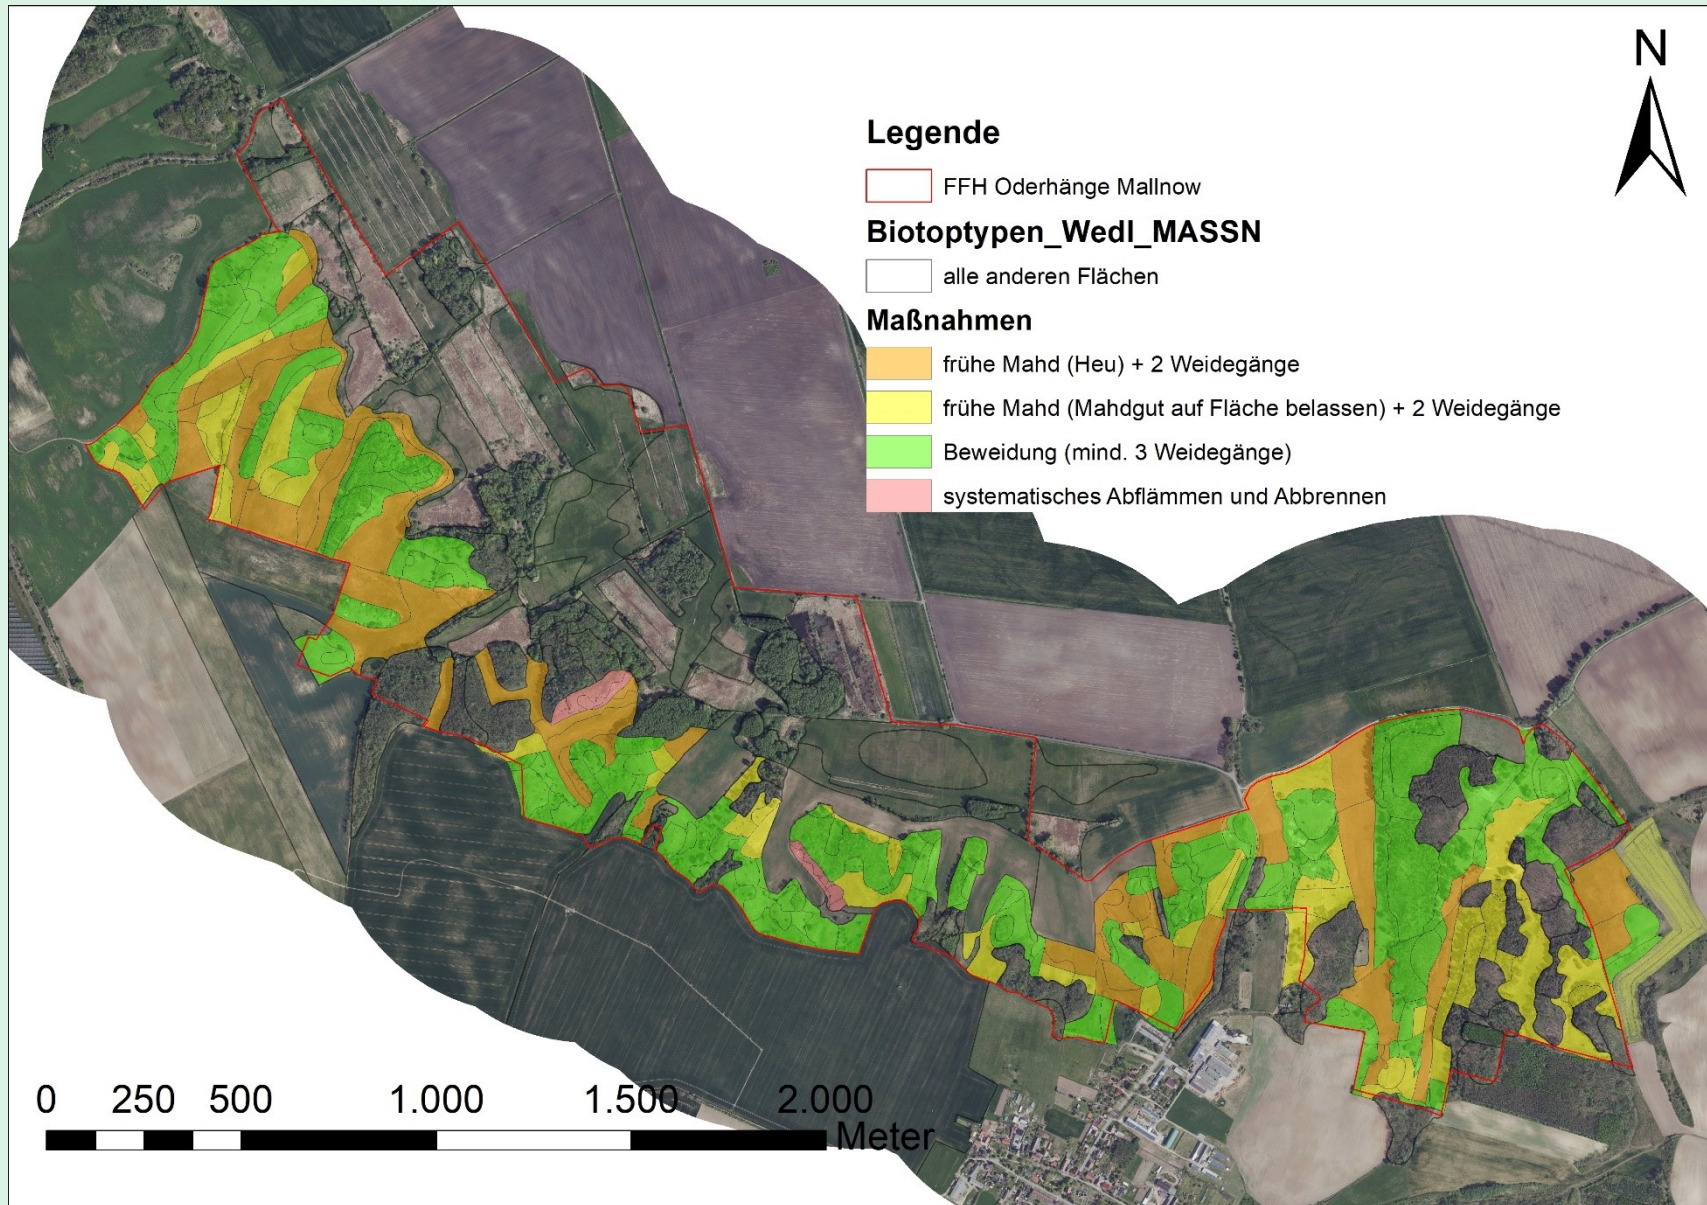 N
Legende
FFH Oderhänge Mallnow
Biotoptypen_Wedl_MASSN
alle anderen Flächen
Maßnahmen
frühe Mahd (Heu) + 2 Weidegänge
frühe Mahd (Mahdgut auf Fläche belassen) + 2 Weidegänge
Beweidung (mind. 3 Weidegänge)
systematisches Abflämmen und Abbrennen
0 250 500 1.000 1.500 2.000
Meter